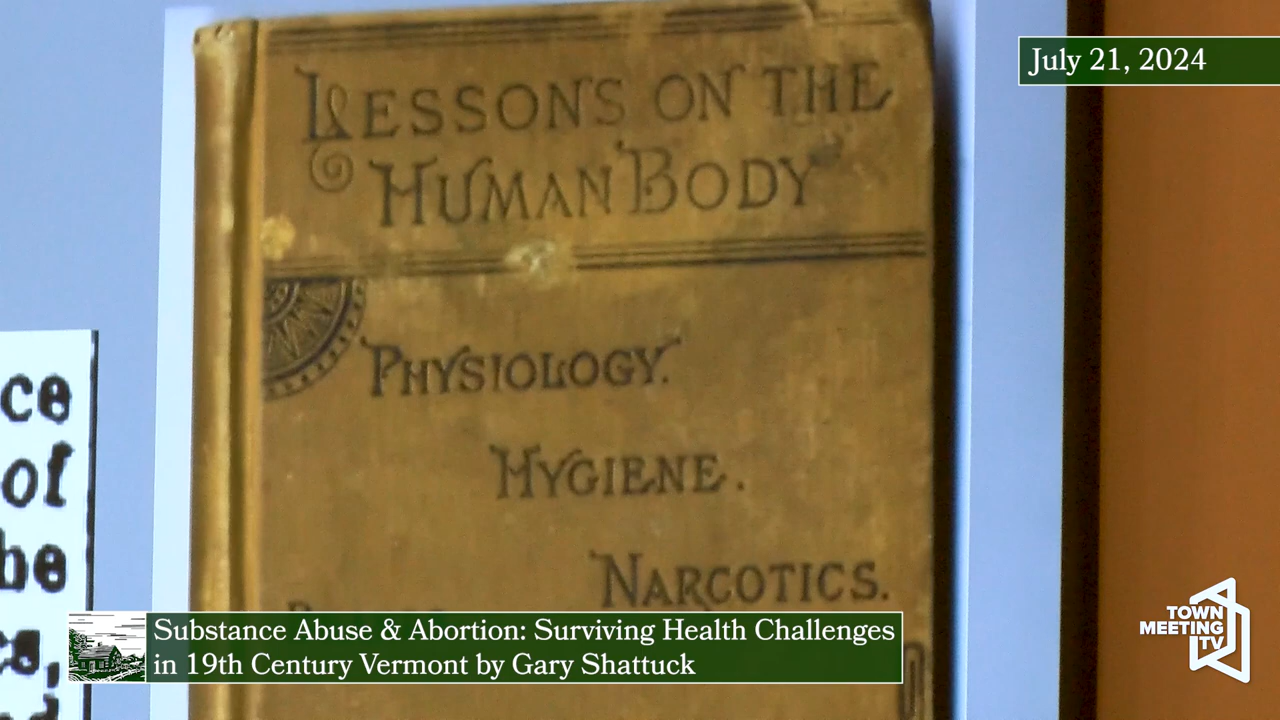 July 21, 2024
LESSONS ON THE
HUMAN BODY
PHYSIOLOGY.
HYGIENE.
NARCOTICS.
ce
of
be
Substance Abuse & Abortion: Surviving Health Challenges
in 19th Century Vermont by Gary Shattuck
TOWN
MEETING
TV